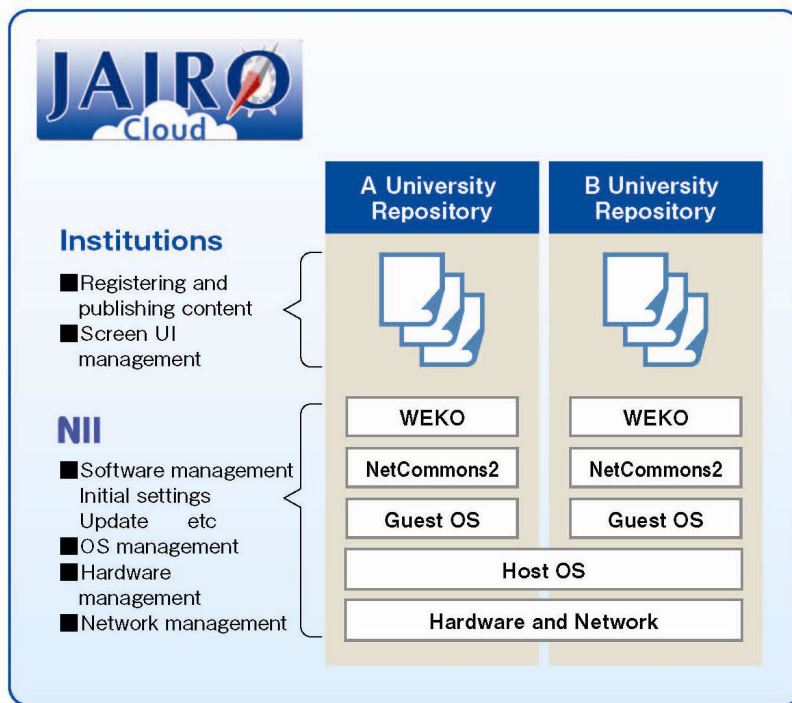 JAIRO
Cloud
A University
Repository
B University
Repository
Institutions
■Registering and
publishing content
■Screen UI
management
NII
■Software management
Initial settings
Update etc
■OS management
■Hardware
management
■Network management
WEKO
WEKO
NetCommons2
NetCommons2
Guest OS
Guest OS
Host OS
Hardware and Network